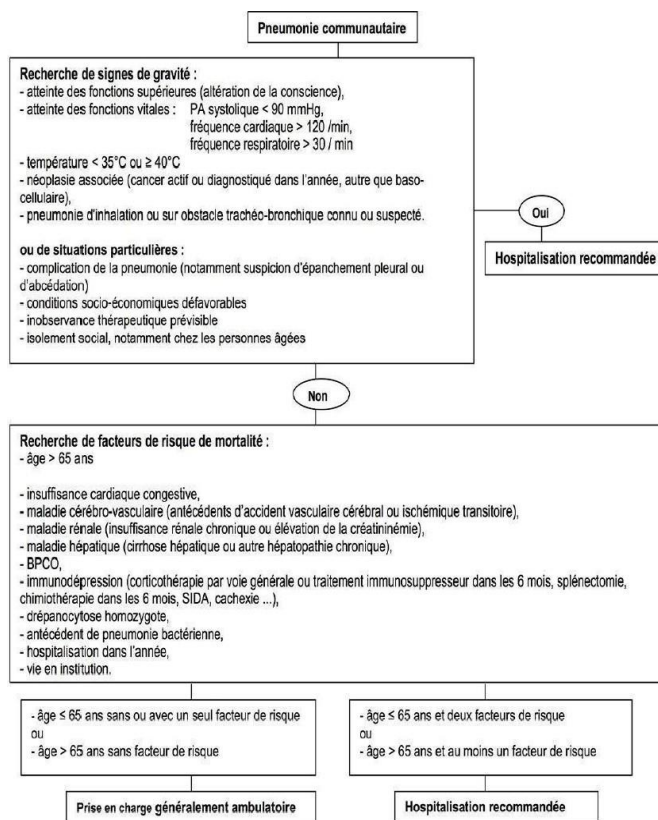 Pneumonie communautaire
Recherche de signes de gravité :
- atteinte des fonctions supérieures (altération de la conscience),
- atteinte des fonctions vitales : PA systolique < 90 mmHg,
fréquence cardiaque > 120 /min,
fréquence respiratoire > 30 / min
- température < 35°C ou ≥ 40°C
- néoplasie associée (cancer actif ou diagnostiqué dans l'année, autre que baso-
cellulaire),
- pneumonie d'inhalation ou sur obstacle trachéo-bronchique connu ou suspecté.
ou de situations particulières :
- complication de la pneumonie (notamment suspicion d'épanchement pleural ou
d'abcédation)
- conditions socio-économiques défavorables
- inobservance thérapeutique prévisible
- isolement social, notamment chez les personnes âgées
Oui
Hospitalisation recommandée
Non
Recherche de facteurs de risque de mortalité :
- âge > 65 ans
- insuffisance cardiaque congestive,
- maladie cérébro-vasculaire (antécédents d'accident vasculaire cérébral ou ischémique transitoire),
- maladie rénale (insuffisance rénale chronique ou élévation de la créatininémie),
- maladie hépatique (cirrhose hépatique ou autre hépatopathie chronique),
- BPCO,
- immunodépression (corticothérapie par voie générale ou traitement immunosuppresseur dans les 6 mois, splénectomie,
chimiothérapie dans les 6 mois, SIDA, cachexie ...),
- drépanocytose homozygote,
- antécédent de pneumonie bactérienne,
- hospitalisation dans l'année,
- vie en institution.
- âge ≤ 65 ans sans ou avec un seul facteur de risque
ou
- âge > 65 ans sans facteur de risque
- âge ≤ 65 ans et deux facteurs de risque
ou
- âge > 65 ans et au moins un facteur de risque
Prise en charge généralement ambulatoire
Hospitalisation recommandée